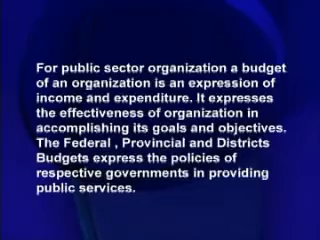 For public sector organization a budget
of an organization is an expression of
income and expenditure. It expresses
the effectiveness of organization in
accomplishing its goals and objectives.
The Federal , Provincial and Districts
Budgets express the policies of
respective governments in providing
public services.